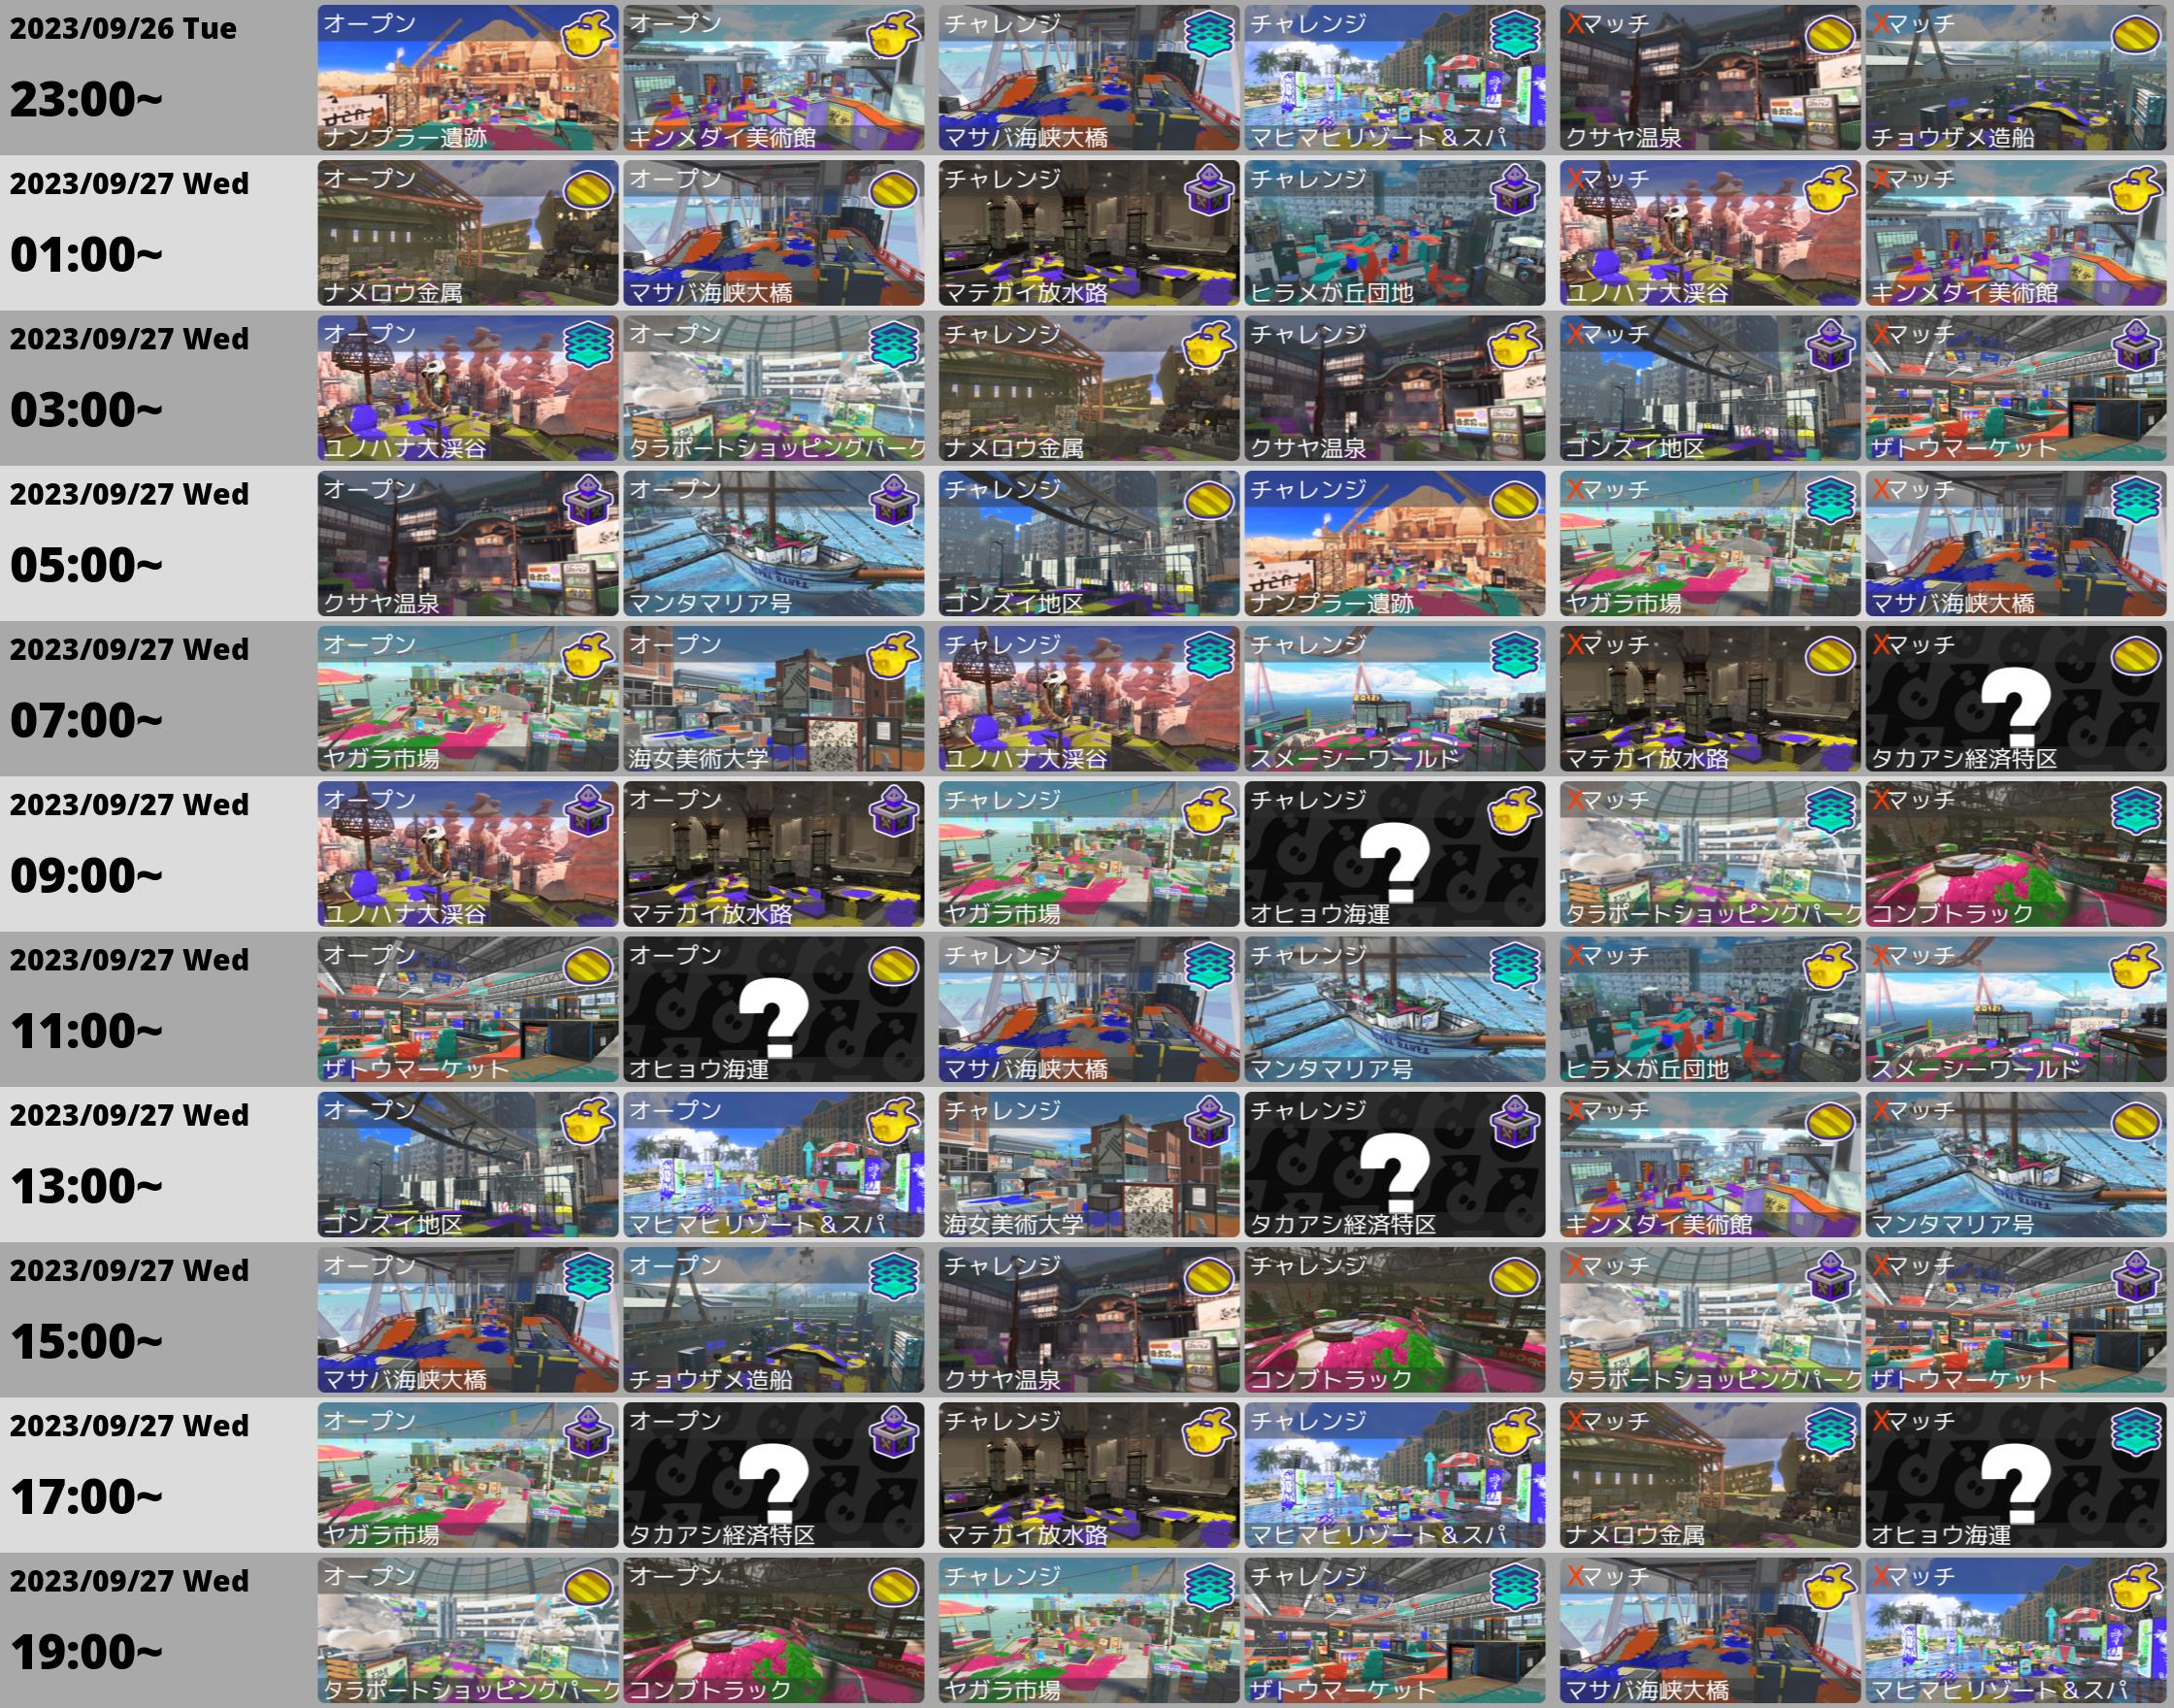 2023/09/26 Tue
23:00~
オープン オープン チャレンジ チャレンジ Xマッチ Xマッチ
ナンプラー遺跡 キンメダイ美術館 マサバ海峡大橋 マヒマヒリゾート＆スパ クサヤ温泉 チョウザメ造船
2023/09/27 Wed
01:00~
オープン オープン チャレンジ チャレンジ Xマッチ Xマッチ
ナメロウ金属 マサバ海峡大橋 マテガイ放水路 ヒラメが丘団地 ユノハナ大渓谷 キンメダイ美術館
2023/09/27 Wed
03:00~
オープン オープン チャレンジ チャレンジ Xマッチ Xマッチ
ユノハナ大渓谷 タラポートショッピングパーク ナメロウ金属 クサヤ温泉 ゴンズイ地区 ザトウマーケット
2023/09/27 Wed
05:00~
オープン オープン チャレンジ チャレンジ Xマッチ Xマッチ
クサヤ温泉 マンタマリア号 ゴンズイ地区 ナンプラー遺跡 ヤガラ市場 マサバ海峡大橋
2023/09/27 Wed
07:00~
オープン オープン チャレンジ チャレンジ Xマッチ Xマッチ
?
ヤガラ市場 海女美術大学 ユノハナ大渓谷 スメーシーワールド マテガイ放水路 タカアシ経済特区
2023/09/27 Wed
09:00~
オープン オープン チャレンジ チャレンジ Xマッチ Xマッチ
?
ユノハナ大渓谷 マテガイ放水路 ヤガラ市場 オヒョウ海運 タラポートショッピングパーク コンブトラック
2023/09/27 Wed
11:00~
オープン オープン チャレンジ チャレンジ Xマッチ Xマッチ
?
ザトウマーケット オヒョウ海運 マサバ海峡大橋 マンタマリア号 ヒラメが丘団地 スメーシーワールド
2023/09/27 Wed
13:00~
オープン オープン チャレンジ チャレンジ Xマッチ Xマッチ
?
ゴンズイ地区 マヒマヒリゾート＆スパ 海女美術大学 タカアシ経済特区 キンメダイ美術館 マンタマリア号
2023/09/27 Wed
15:00~
オープン オープン チャレンジ チャレンジ Xマッチ Xマッチ
マサバ海峡大橋 チョウザメ造船 クサヤ温泉 コンブトラック タラポートショッピングパーク ザトウマーケット
2023/09/27 Wed
17:00~
オープン オープン チャレンジ チャレンジ Xマッチ Xマッチ
? ?
ヤガラ市場 タカアシ経済特区 マテガイ放水路 マヒマヒリゾート＆スパ ナメロウ金属 オヒョウ海運
2023/09/27 Wed
19:00~
オープン オープン チャレンジ チャレンジ Xマッチ Xマッチ
タラポートショッピングパーク コンブトラック ヤガラ市場 ザトウマーケット マサバ海峡大橋 マヒマヒリゾート＆スパ